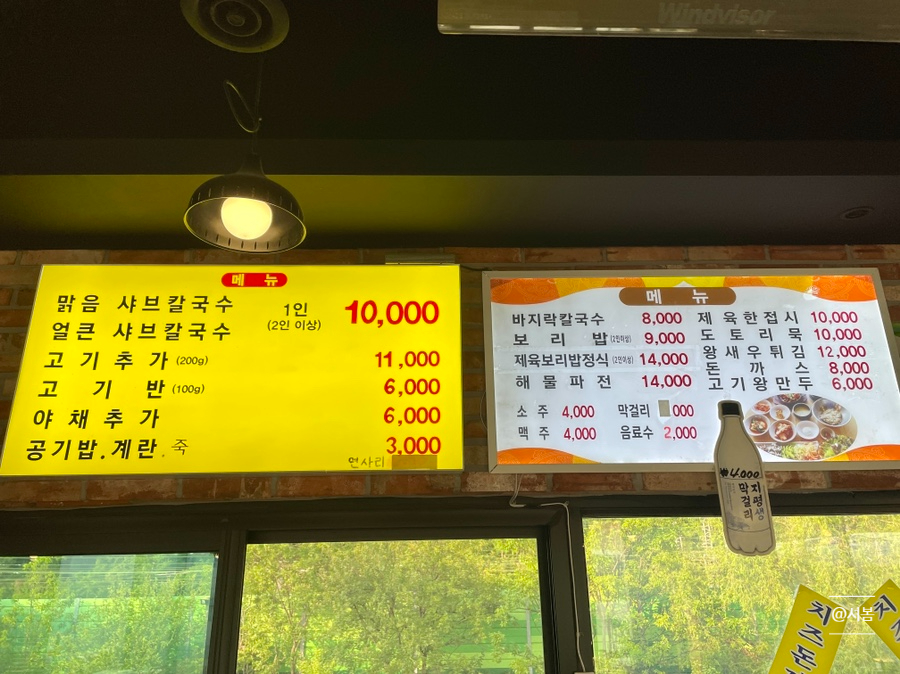 Windvisor
메 뉴
맑음 샤브칼국수
얼큰 샤브칼국수
1인
(2인 이상)
10,000
고기추가 (200g) 11,000
고 기 반 (100g) 6,000
야채추가 6,000
공기밥.계란.죽 3,000
면사리
메 뉴
바지락칼국수 8,000 제육한접시 10,000
보 리 밥 (2인이상) 9,000 도토리묵 10,000
제육보리밥정식 (2인이상) 14,000 왕새우튀김 12,000
해물파전 14,000 돈까스 8,000
고기왕만두 6,000
소주 4,000 막걸리 000
맥주 4,000 음료수 2,000
₩4,000
지평생
막걸리
치즈돈
@서봄